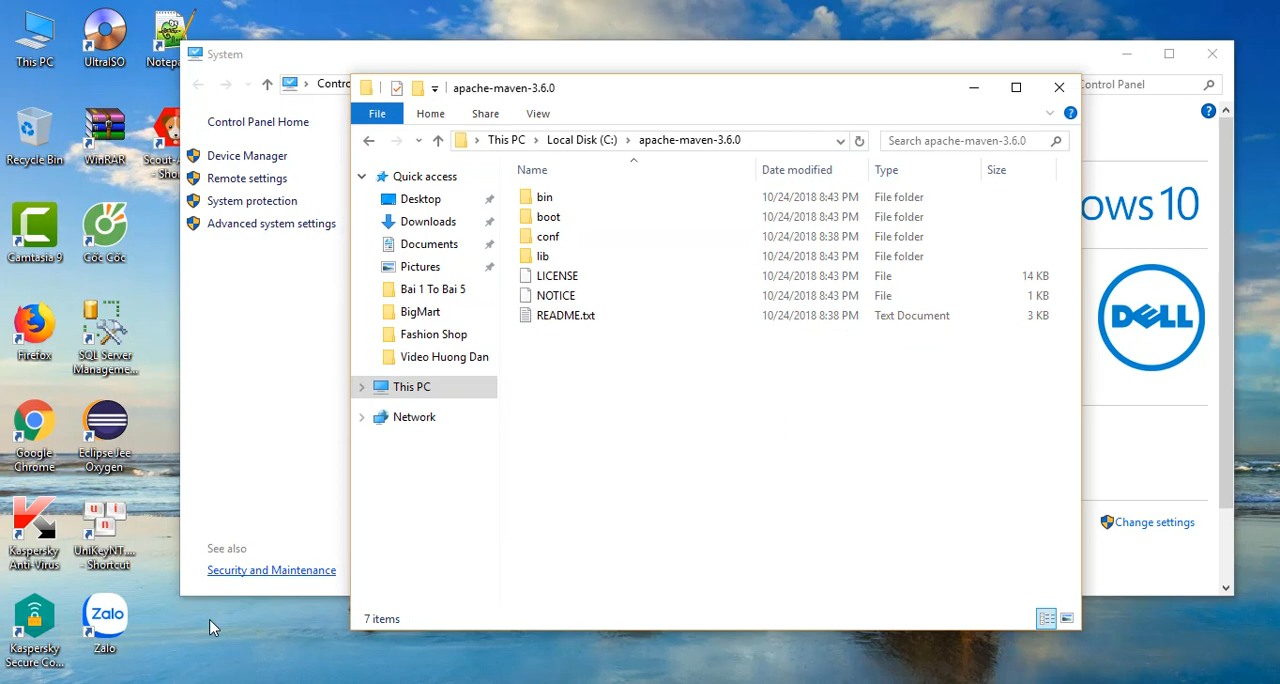 This PC
UltraISO
Notepa
Recycle Bin
WinRAR
Scout-
Sho
Camtasia 9
Cốc Cốc
Firefox
SQL Server
Manageme...
Google
Chrome
Eclipse Jee
Oxygen
Kaspersky
Anti-Virus
UniKeyNT....
- Shortcut
Kaspersky
Secure Co...
Zalo
Zalo
System
Contro
Control Panel
Control Panel Home
Device Manager
Remote settings
System protection
Advanced system settings
See also
Security and Maintenance
ows 10
DELL
Change settings
apache-maven-3.6.0
File
Home
Share
View
This PC
Local Disk (C:)
apache-maven-3.6.0
Search apache-maven-3.6.0
Quick access
Desktop
Downloads
Documents
Pictures
Bai 1 To Bai 5
BigMart
Fashion Shop
Video Huong Dan
This PC
Network
Name Date modified Type Size
bin 10/24/2018 8:43 PM File folder
boot 10/24/2018 8:43 PM File folder
conf 10/24/2018 8:38 PM File folder
lib 10/24/2018 8:43 PM File folder
LICENSE 10/24/2018 8:43 PM File 14 KB
NOTICE 10/24/2018 8:43 PM File 1 KB
README.txt 10/24/2018 8:38 PM Text Document 3 KB
7 items